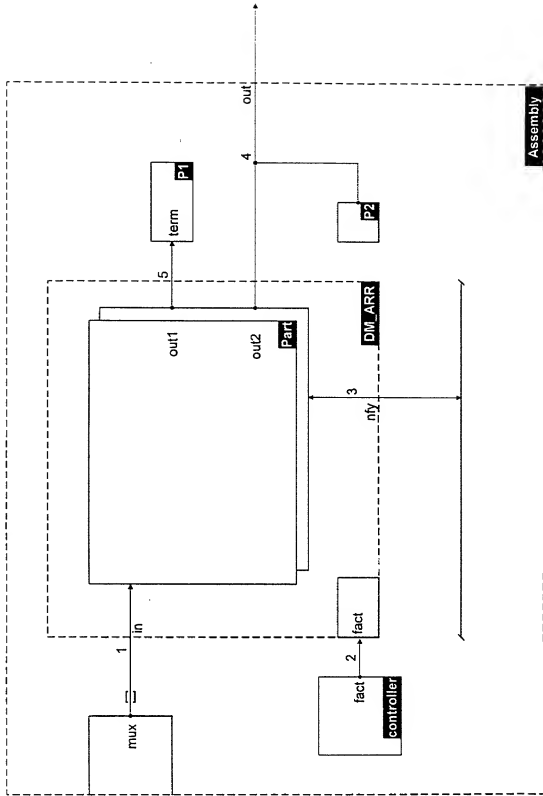 mux
[]
1
in
Part
out1
out2
5
term
P1
4
out
P2
DM_ARR
3
nfy
fact
2
fact
controller
Assembly